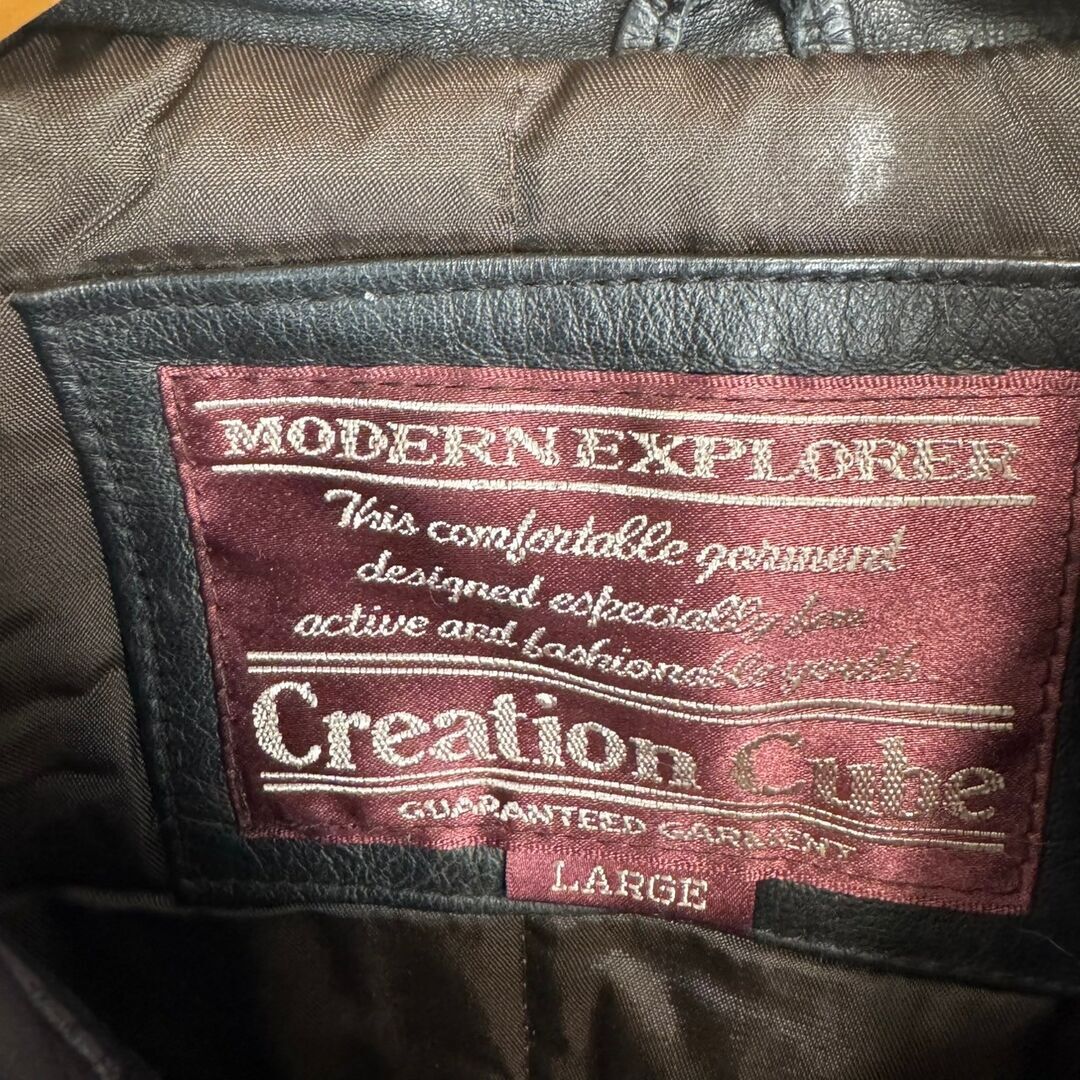 MODERN EXPLORER
This comfortable garment
designed especially for
active and fashionable youth
Creation Cube
GUARANTEED GARMENT
LARGE